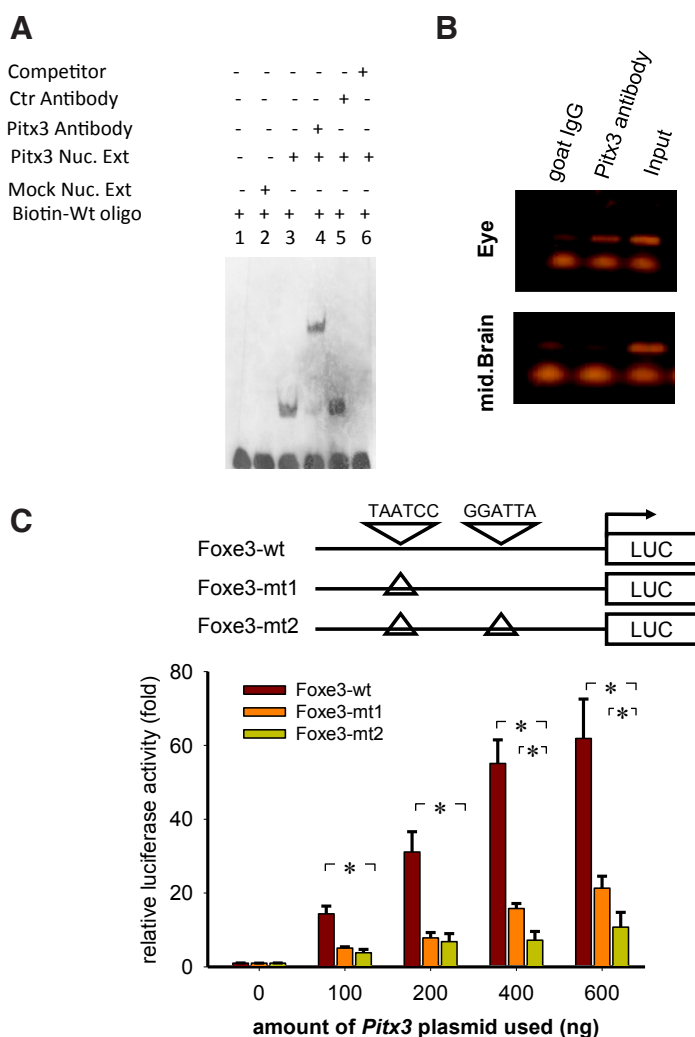 A
Competitor - - - - - +
Ctr Antibody - - - - + -
Pitx3 Antibody - - - + - -
Pitx3 Nuc. Ext - - + + + +
Mock Nuc. Ext - + - - - -
Biotin-Wt oligo + + + + + +
1 2 3 4 5 6
B
goat IgG
Pitx3 antibody
Input
Eye
mid.Brain
C
TAATCC GGATTA
Foxe3-wt LUC
Foxe3-mt1 LUC
Foxe3-mt2 LUC
relative luciferase activity (fold)
80
60
40
20
0
Foxe3-wt
Foxe3-mt1
Foxe3-mt2
*
*
*
*
*
*
0 100 200 400 600
amount of Pitx3 plasmid used (ng)